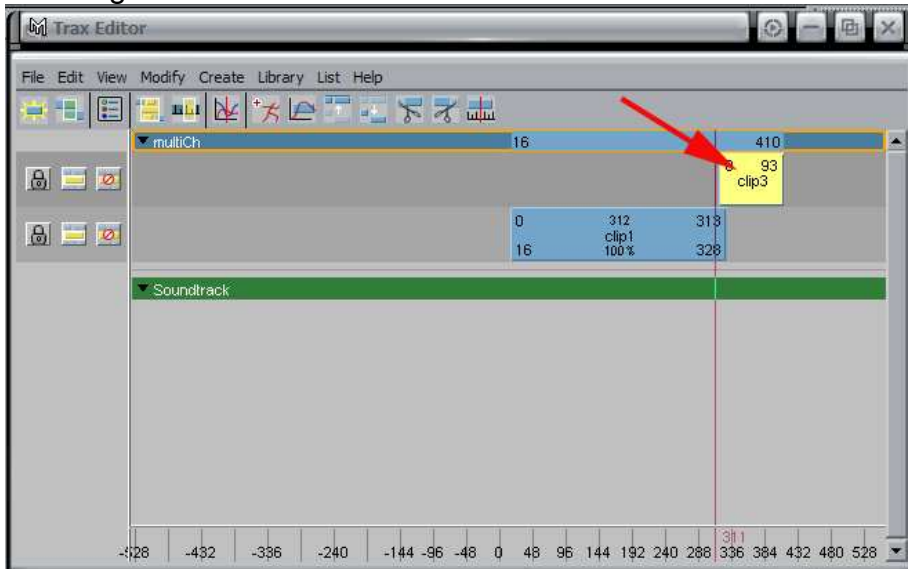 Trax Editor
File Edit View Modify Create Library List Help
multiCh 16 410
93
clip3
0 312 313
clip1
16 100% 328
Soundtrack
311
-528 -432 -336 -240 -144 -96 -48 0 48 96 144 192 240 288 336 384 432 480 528